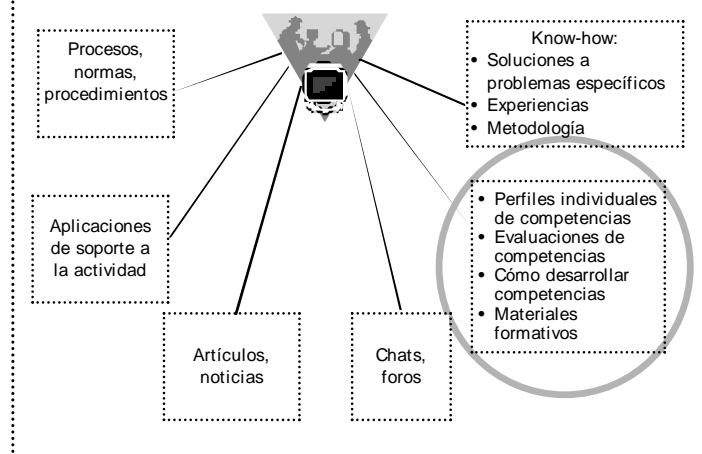 Procesos,
normas,
procedimientos
Know-how:
• Soluciones a
problemas específicos
• Experiencias
• Metodología
Aplicaciones
de soporte a
la actividad
• Perfiles individuales
de competencias
• Evaluaciones de
competencias
• Cómo desarrollar
competencias
• Materiales
formativos
Artículos,
noticias
Chats,
foros